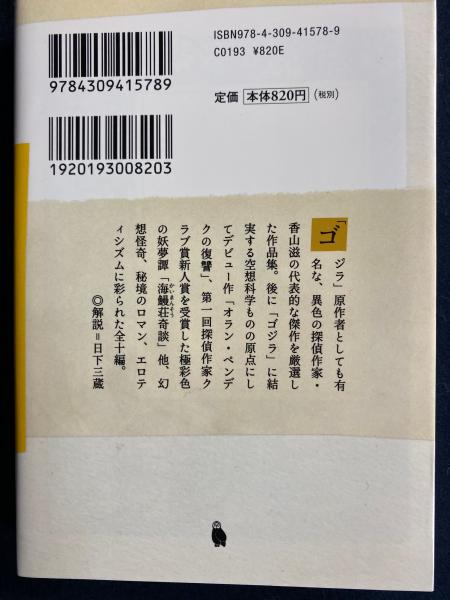 ISBN978-4-309-41578-9
C0193 ¥820E
9784309415789
定価 本体820円 (税別)
1920193008203
「ゴジラ」原作者としても有
名な、異色の探偵作家・
香山滋の代表的な傑作を厳選し
た作品集。後に「ゴジラ」に結
実する空想科学ものの原点にし
てデビュー作「オラン・ペンデ
クの復讐」、第一回探偵作家ク
ラブ賞新人賞を受賞した極彩色
の妖夢譚「海鰻荘奇談」他、幻
かいまんそう
想怪奇、秘境のロマン、エロテ
ィシズムに彩られた全十編。
◎解説=日下三蔵